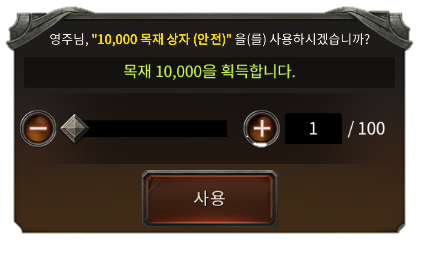 영주님, "10,000 목재 상자 (안전)" 을(를) 사용하시겠습니까?
목재 10,000을 획득합니다.
1 / 100
사용